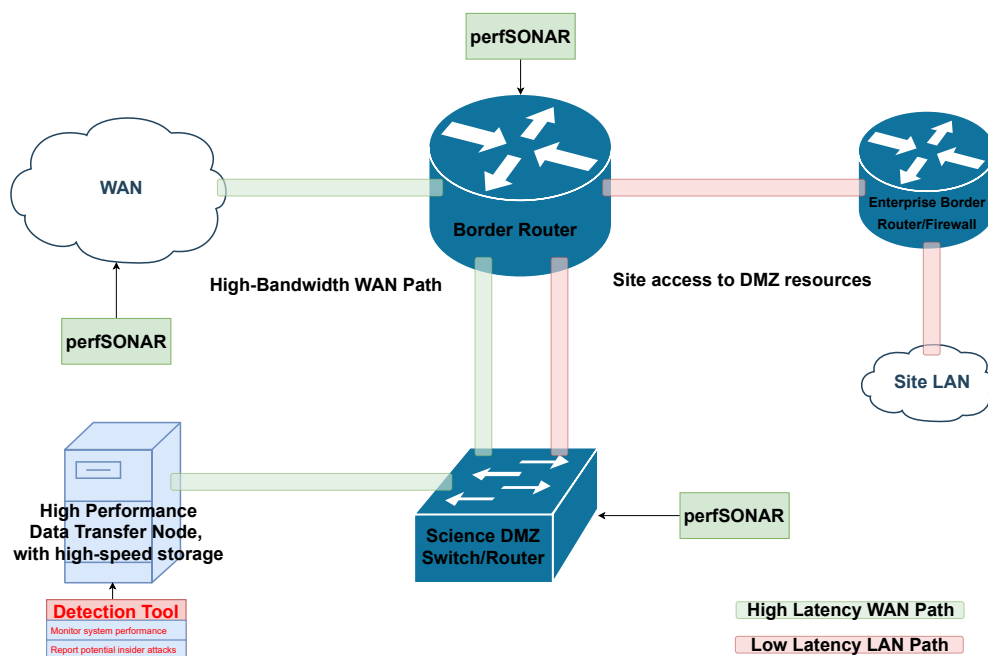 perfSONAR
WAN
Border Router
Enterprise Border
Router/Firewall
High-Bandwidth WAN Path
Site access to DMZ resources
perfSONAR
Site LAN
High Performance
Data Transfer Node,
with high-speed storage
perfSONAR
Science DMZ
Switch/Router
Detection Tool
Monitor system performance
Report potential insider attacks
High Latency WAN Path
Low Latency LAN Path